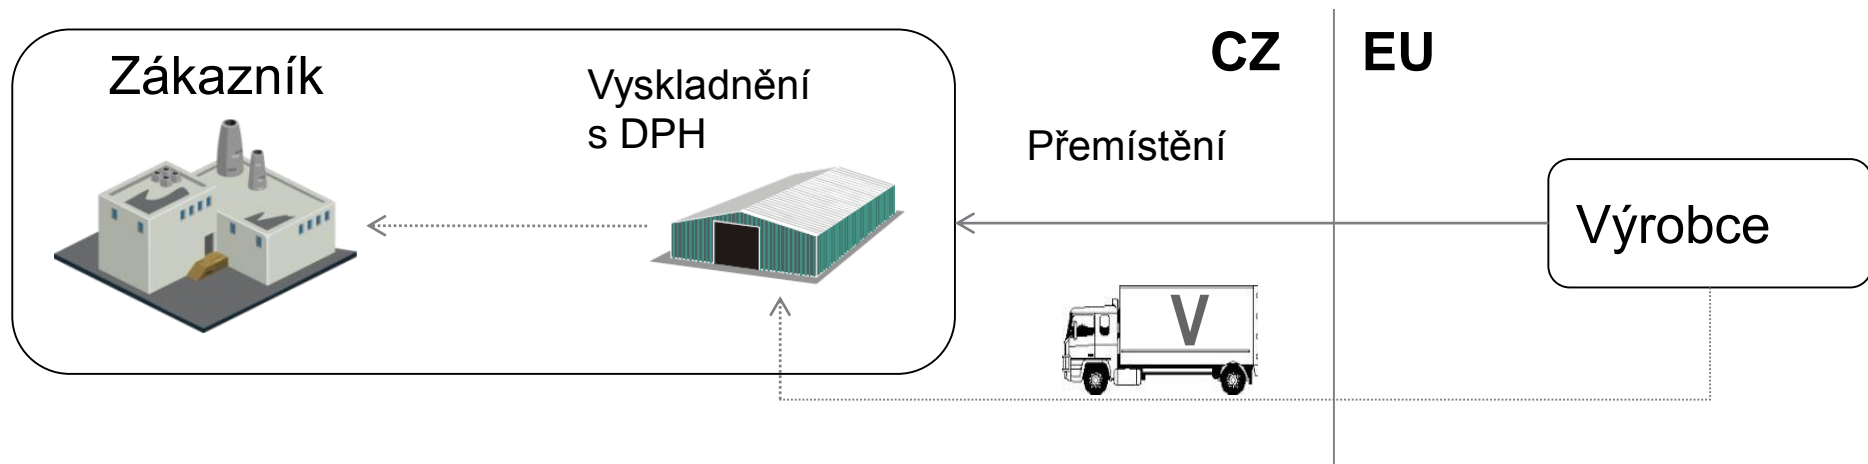 Zákazník
Vyskladnění
s DPH
CZ
EU
Přemístění
Výrobce
V